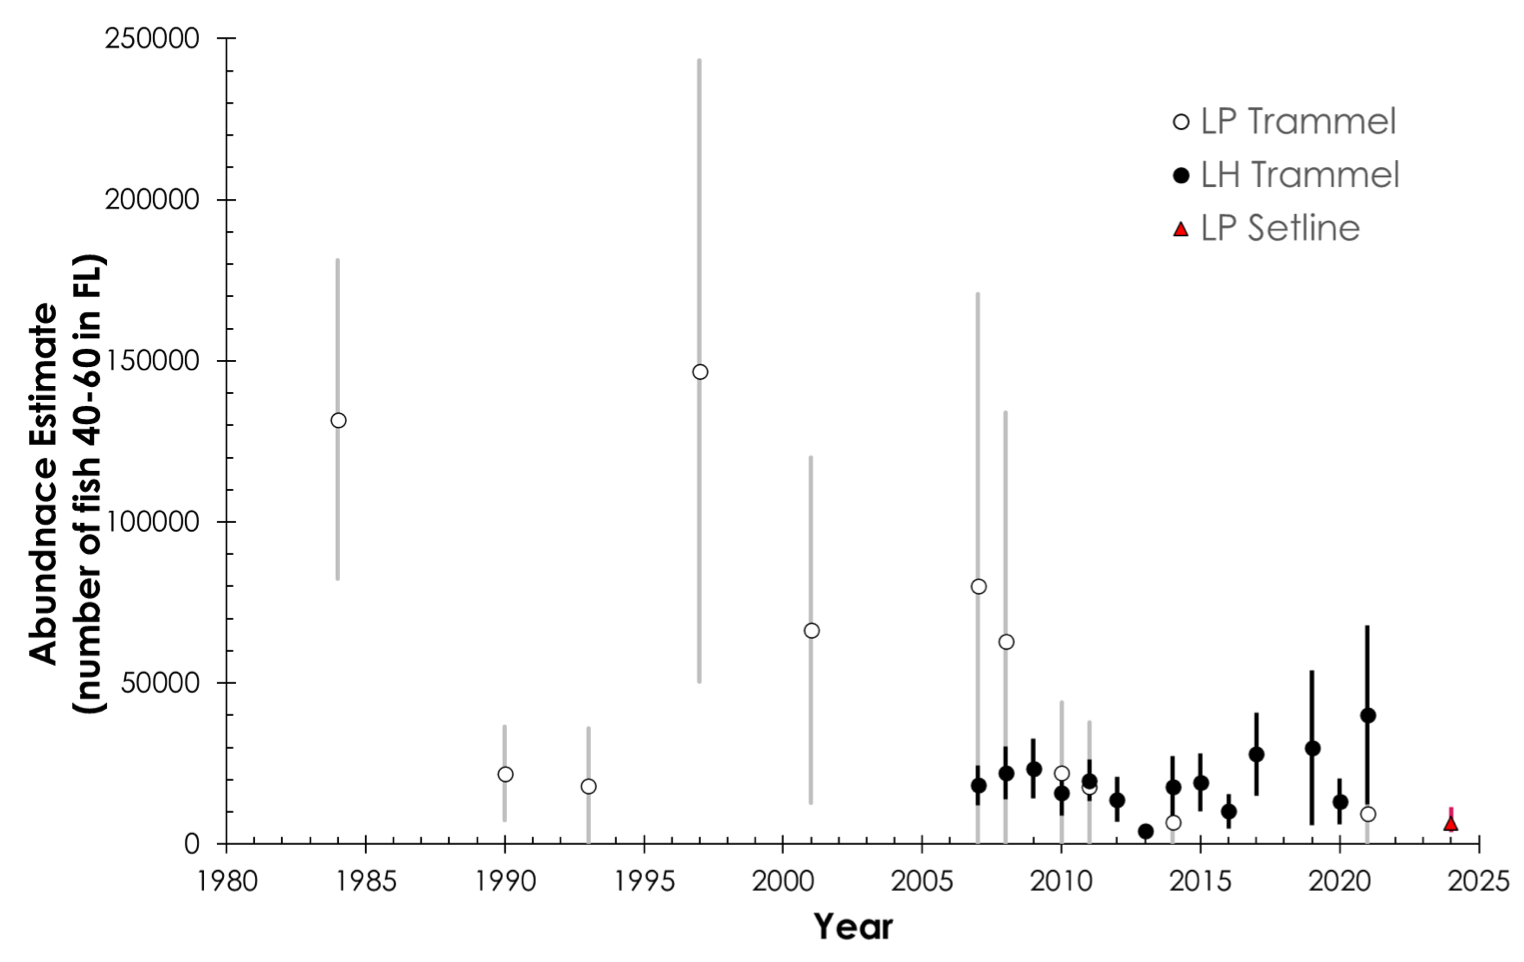 250000
200000
150000
100000
50000
0
Abundnace Estimate
(number of fish 40-60 in FL)
LP Trammel
LH Trammel
LP Setline
1980 1985 1990 1995 2000 2005 2010 2015 2020 2025
Year